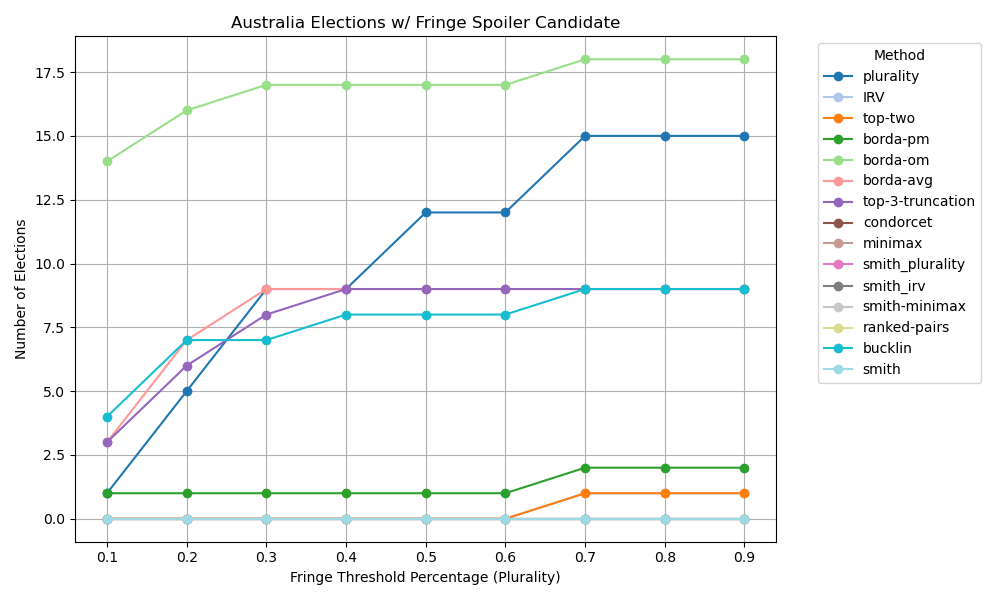 Australia Elections w/ Fringe Spoiler Candidate
Number of Elections
17.5
15.0
12.5
10.0
7.5
5.0
2.5
0.0
0.1 0.2 0.3 0.4 0.5 0.6 0.7 0.8 0.9
Fringe Threshold Percentage (Plurality)
Method
plurality
IRV
top-two
borda-pm
borda-om
borda-avg
top-3-truncation
condorcet
minimax
smith_plurality
smith_irv
smith-minimax
ranked-pairs
bucklin
smith